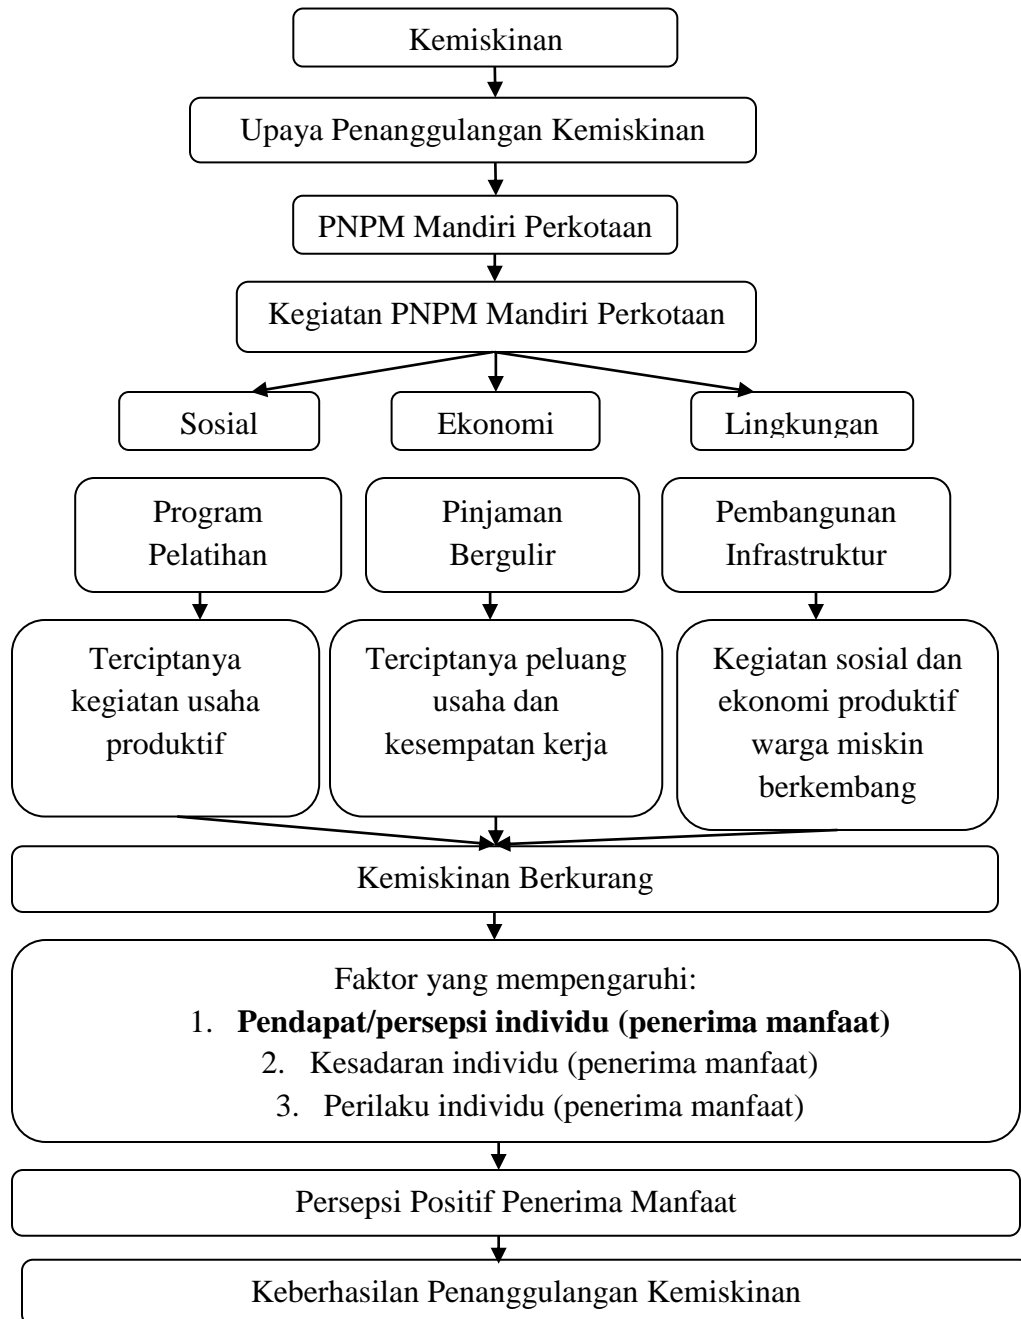 Kemiskinan
Upaya Penanggulangan Kemiskinan
PNPM Mandiri Perkotaan
Kegiatan PNPM Mandiri Perkotaan
Sosial
Ekonomi
Lingkungan
Program
Pelatihan
Pinjaman
Bergulir
Pembangunan
Infrastruktur
Terciptanya
kegiatan usaha
produktif
Terciptanya peluang
usaha dan
kesempatan kerja
Kegiatan sosial dan
ekonomi produktif
warga miskin
berkembang
Kemiskinan Berkurang
Faktor yang mempengaruhi:
1. Pendapat/persepsi individu (penerima manfaat)
2. Kesadaran individu (penerima manfaat)
3. Perilaku individu (penerima manfaat)
Persepsi Positif Penerima Manfaat
Keberhasilan Penanggulangan Kemiskinan